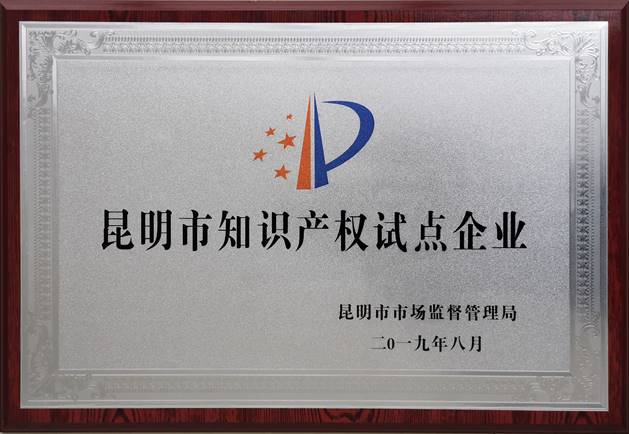 昆明市知识产权试点企业
昆明市市场监督管理局
二0一九年八月